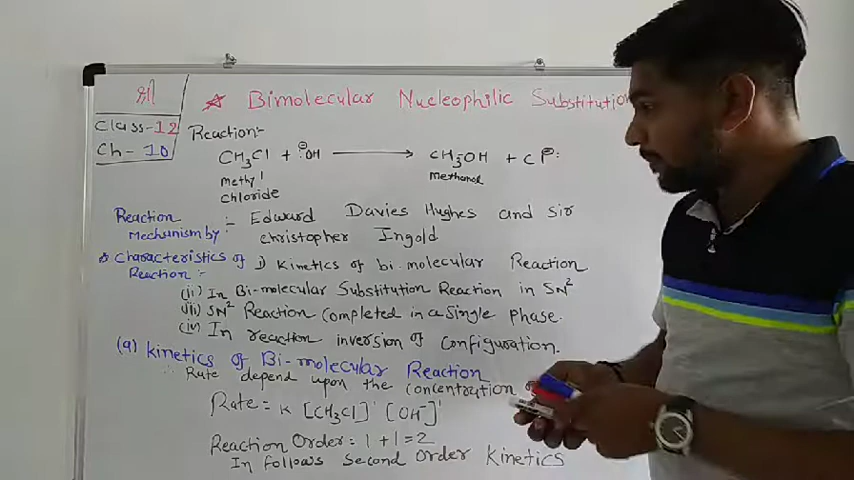 श्री
Class-12
Ch-10
☆ Bimolecular Nucleophilic Substitution
Reaction:-
CH₃Cl + :⊖OH ⟶ CH₃OH + Cl⊖:
Methyl chloride
Methanol
Reaction Mechanism by :- Edward Davies Hughes and Sir
christopher Ingold
☆ Characteristics of Reaction :- i) Kinetics of bi-molecular Reaction
(ii) In Bi-molecular Substitution Reaction in SN²
(iii) SN² Reaction Completed in a Single phase.
(iv) In reaction inversion of Configuration.
(a) Kinetics of Bi-molecular Reaction
∴ Rate depend upon the Concentration
Rate = K [CH₃Cl]¹ [OH⁻]¹
Reaction Order = 1+1=2
In follows Second Order Kinetics